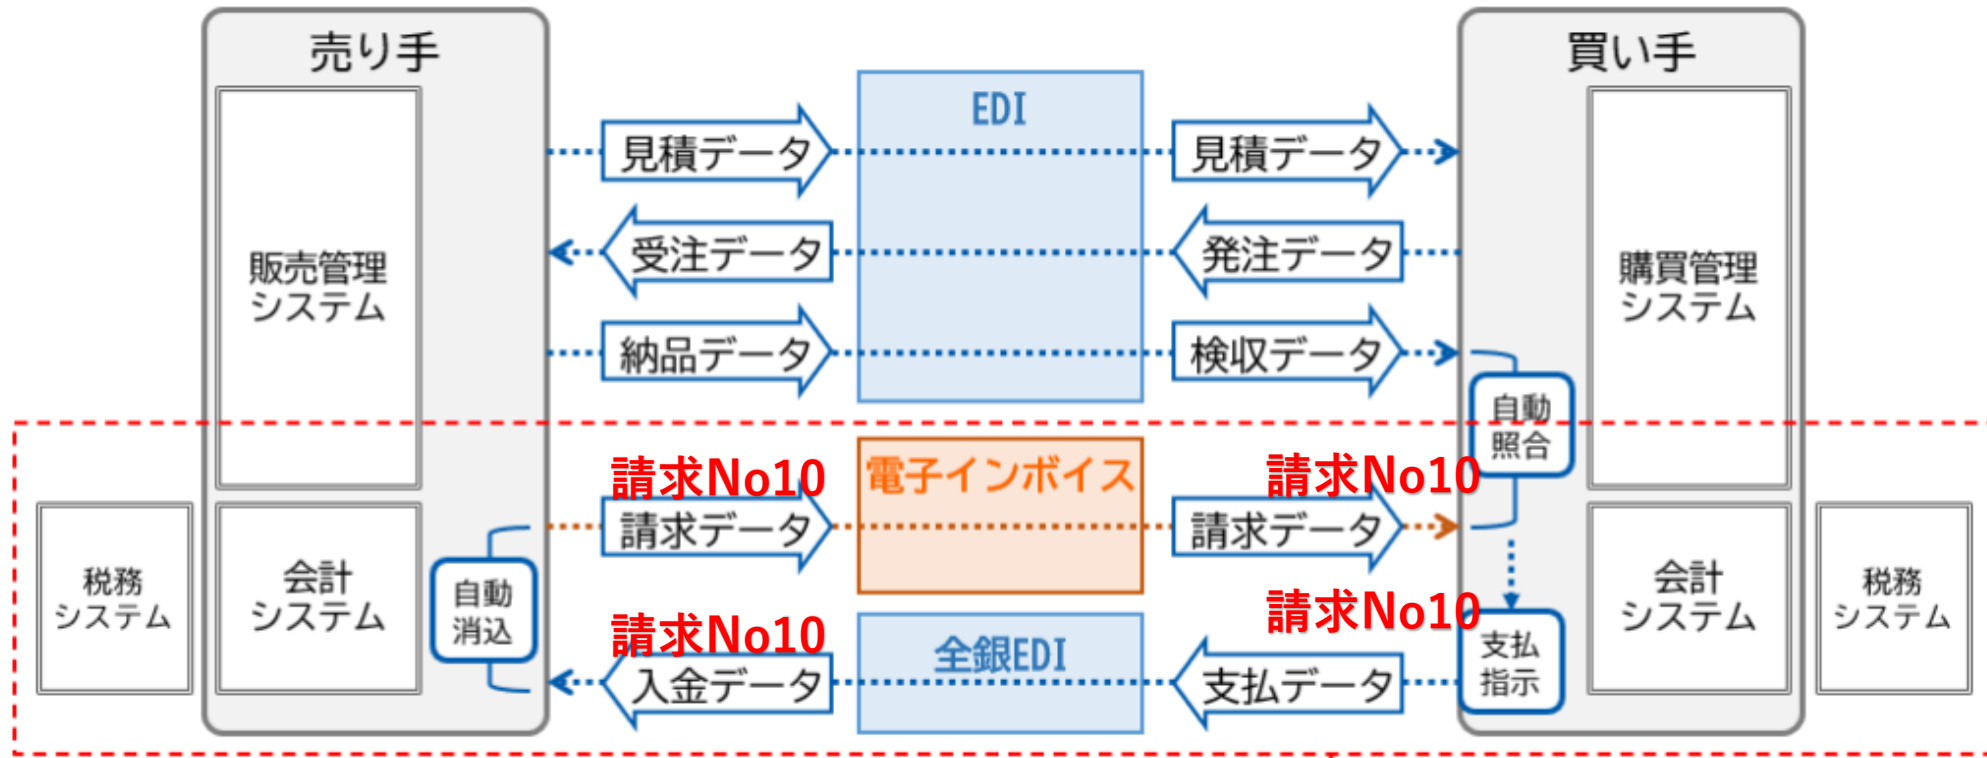 売り手
買い手
EDI
見積データ
見積データ
受注データ
発注データ
販売管理
システム
購買管理
システム
納品データ
検収データ
自動
照合
請求No10
電子インボイス
請求No10
請求データ
請求データ
税務
システム
会計
システム
自動
消込
会計
システム
税務
システム
請求No10
請求No10
全銀EDI
支払
指示
入金データ
支払データ